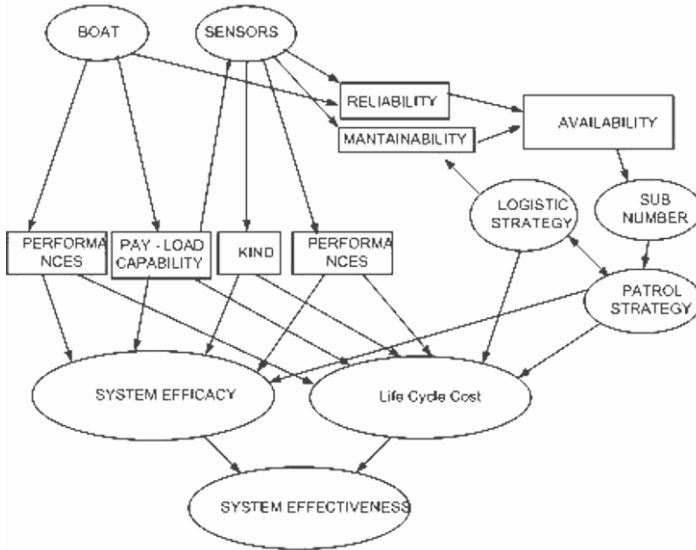 BOAT
SENSORS
RELIABILITY
MANTAINABILITY
AVAILABILITY
LOGISTIC
STRATEGY
SUB
NUMBER
PERFORMA
NCES
PAY - LOAD
CAPABILITY
KIND
PERFORMA
NCES
PATROL
STRATEGY
SYSTEM EFFICACY
Life Cycle Cost
SYSTEM EFFECTIVENESS